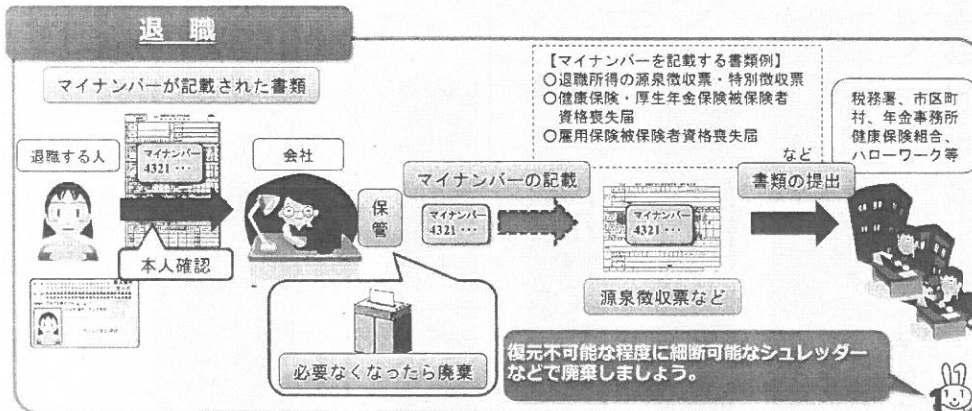 退 職
マイナンバーが記載された書類
【マイナンバーを記載する書類例】
○退職所得の源泉徴収票・特別徴収票
○健康保険・厚生年金保険被保険者
資格喪失届
○雇用保険被保険者資格喪失届
など
税務署、市区町
村、年金事務所
健康保険組合、
ハローワーク等
退職する人
マイナンバー
4321 ・・・
会社
本人確認
保管
マイナンバーの記載
マイナンバー
4321 ・・・
マイナンバー
4321 ・・・
書類の提出
源泉徴収票など
必要なくなったら廃棄
復元不可能な程度に細断可能なシュレッダー
などで廃棄しましょう。